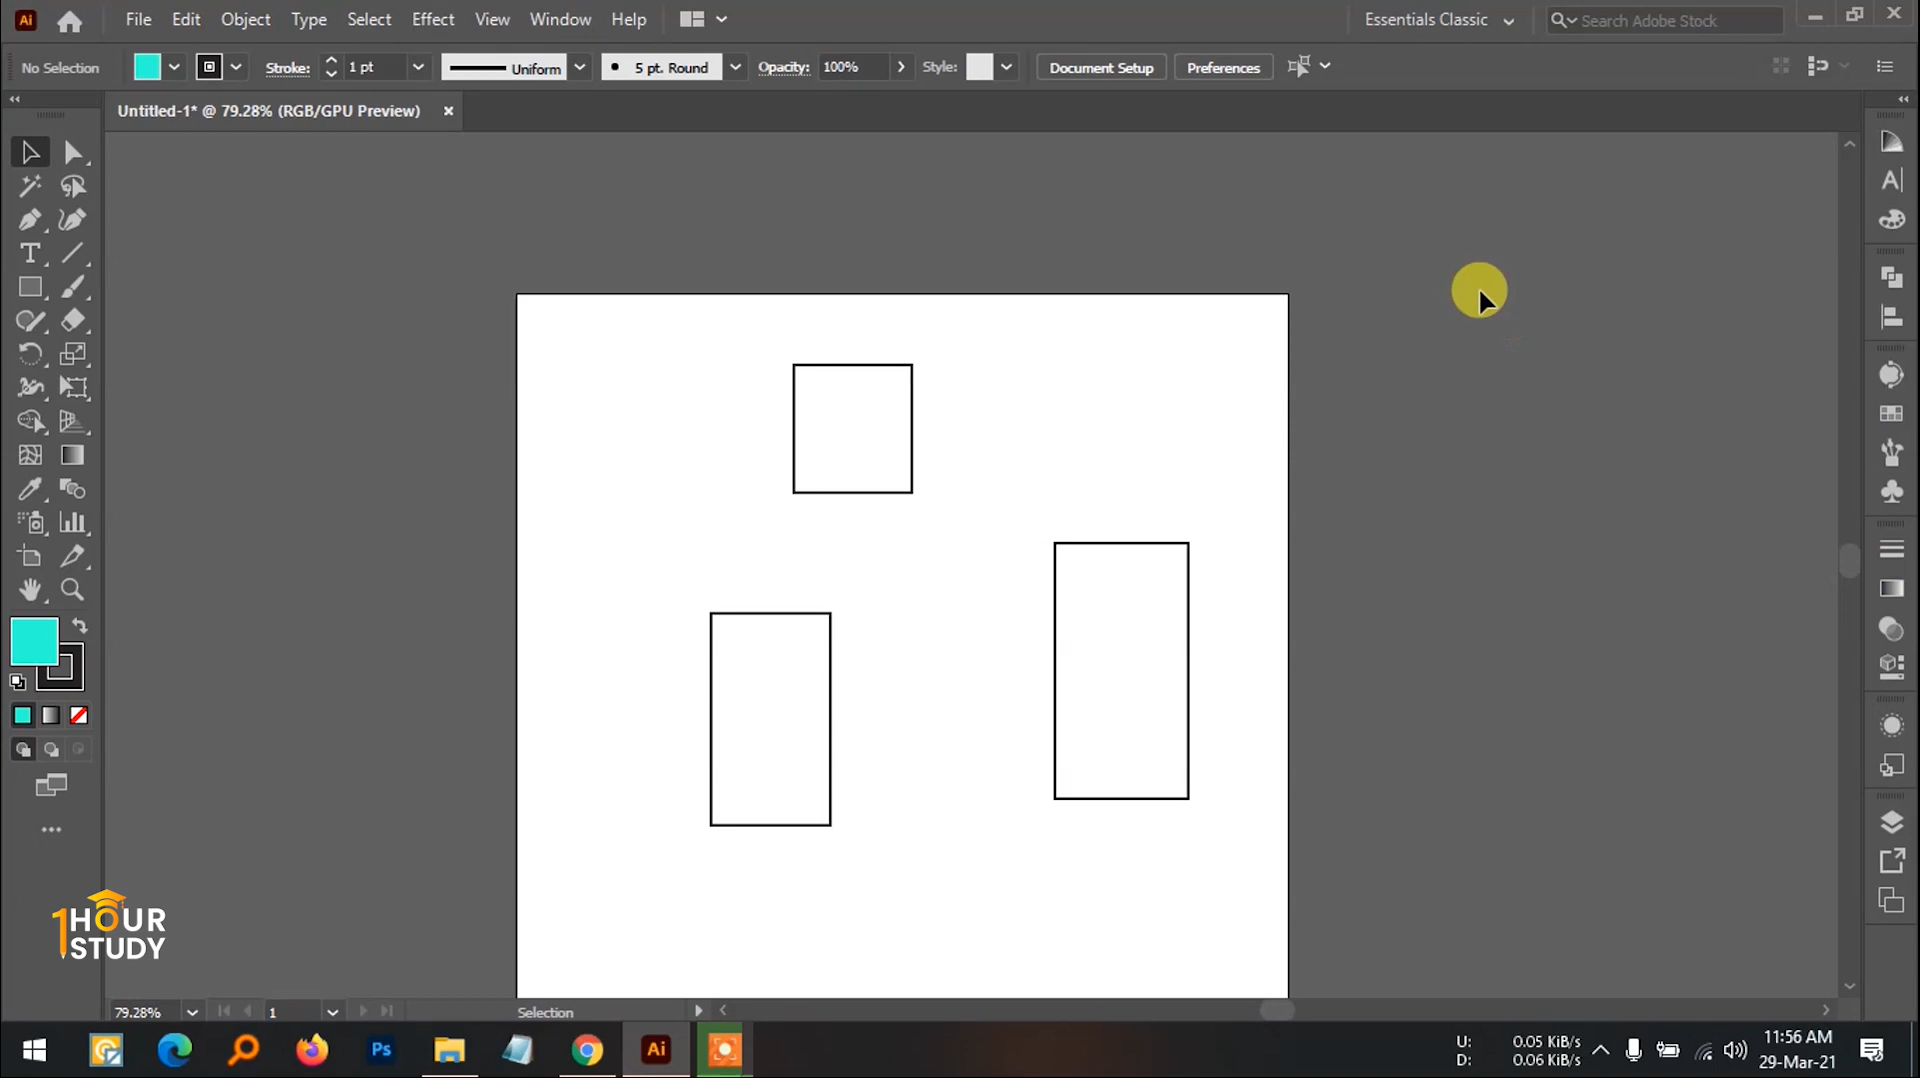 Ai File Edit Object Type Select Effect View Window Help Essentials Classic Search Adobe Stock
No Selection Stroke: 1 pt Uniform 5 pt. Round Opacity: 100% Style: Document Setup Preferences
Untitled-1* @ 79.28% (RGB/GPU Preview)
1HOUR
STUDY
79.28% 1 Selection
Ps Ai
U: 0.05 KiB/s
D: 0.06 KiB/s
11:56 AM
29-Mar-21